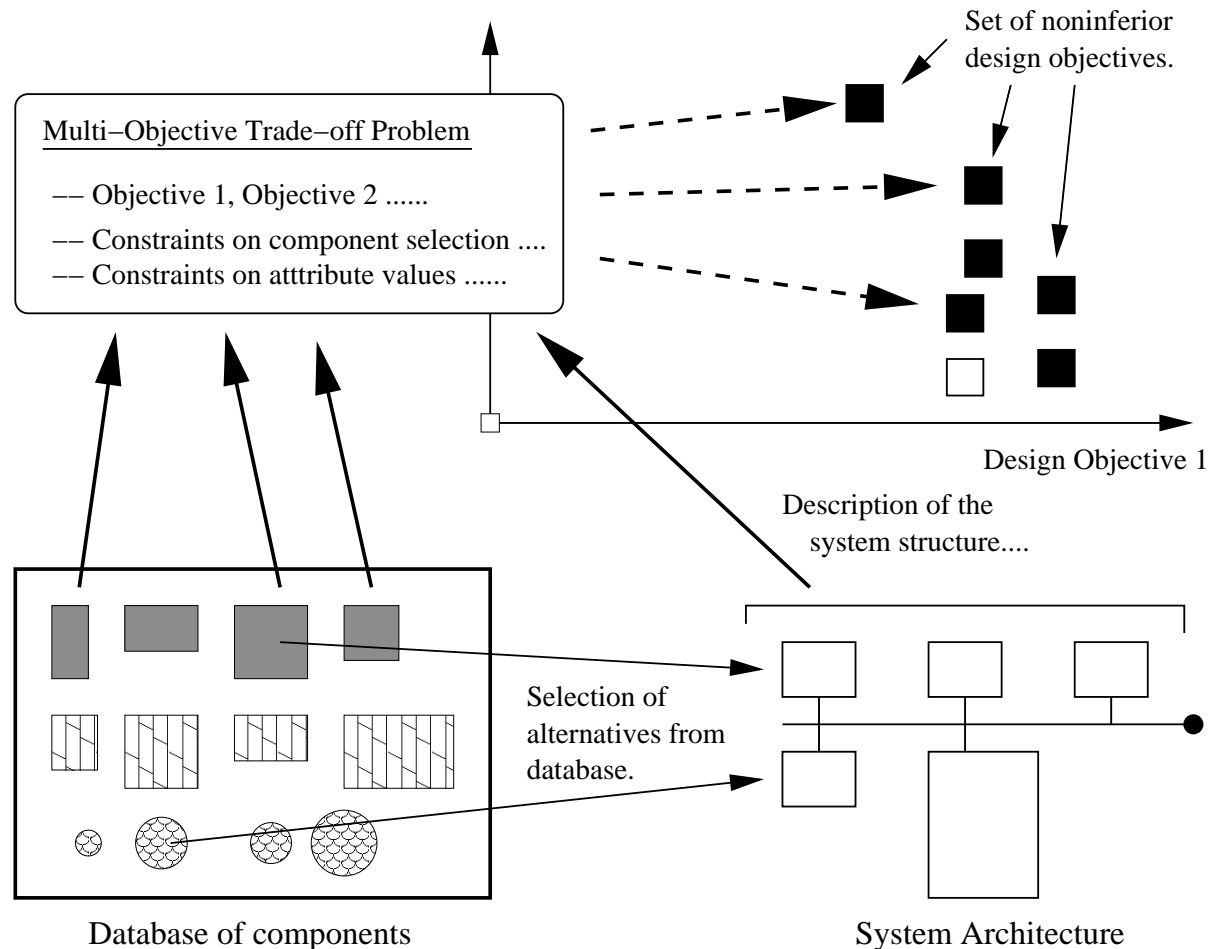 Set of noninferior
design objectives.
Multi−Objective Trade−off Problem
−− Objective 1, Objective 2 ......
−− Constraints on component selection ....
−− Constraints on atttribute values ......
Design Objective 1
Description of the
system structure....
Selection of
alternatives from
database.
Database of components
System Architecture